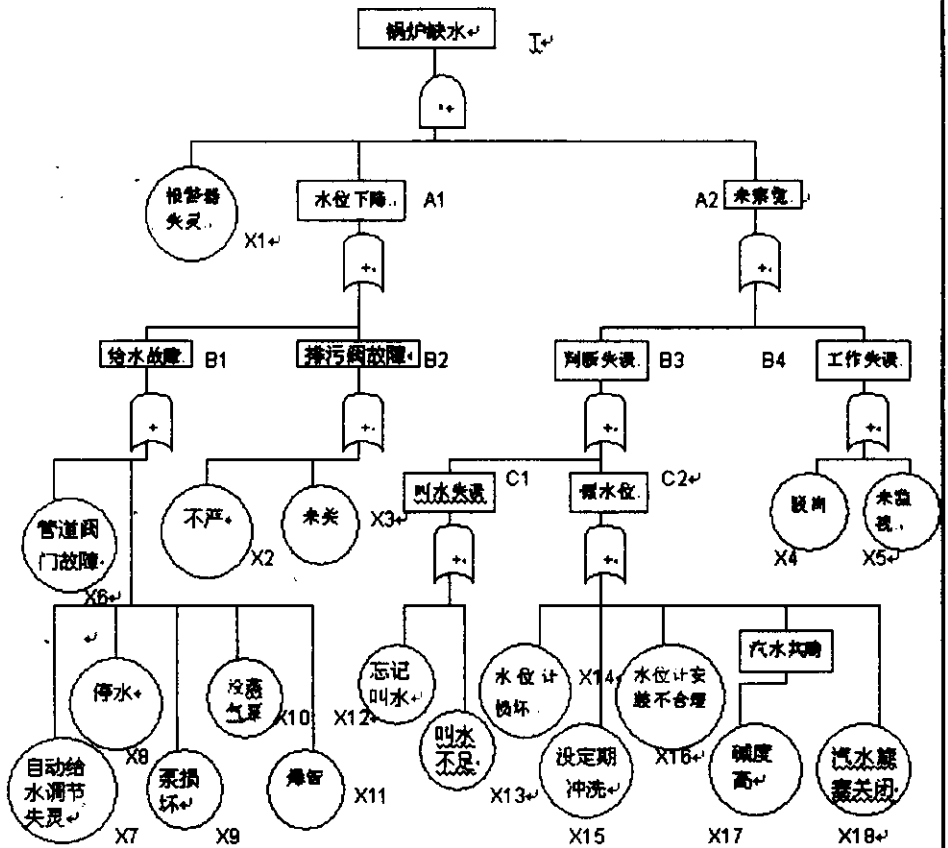 锅炉缺水
T
报警器
失灵
X1
水位下降
A1
A2
未察觉
给水故障
B1
排污阀故障
B2
判断失误
B3
B4
工作失误
管道阀
门故障
X6
不严
X2
未关
X3
叫水失误
C1
假水位
C2
脱岗
X4
未监
视
X5
停水
X8
没蒸
气泵
X10
忘记
叫水
X12
水位计
损坏
X14
水位计安
装不合理
X16
汽水共腾
自动给
水调节
失灵
X7
泵损
坏
X9
X11
叫水
不足
X13
没定期
冲洗
X15
碱度
高
X17
汽水旋
塞关闭
X18